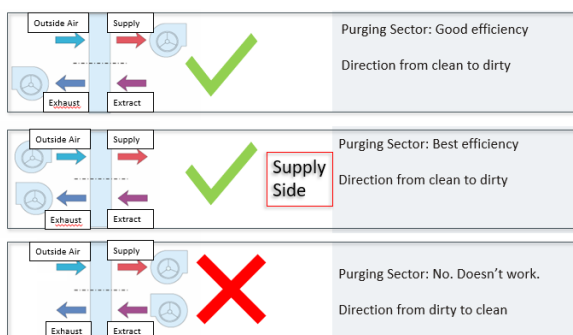 Outside Air Supply
Exhaust Extract
Purging Sector: Good efficiency
Direction from clean to dirty
Outside Air Supply
Exhaust Extract
Supply
Side
Purging Sector: Best efficiency
Direction from clean to dirty
Outside Air Supply
Exhaust Extract
Purging Sector: No. Doesn't work.
Direction from dirty to clean